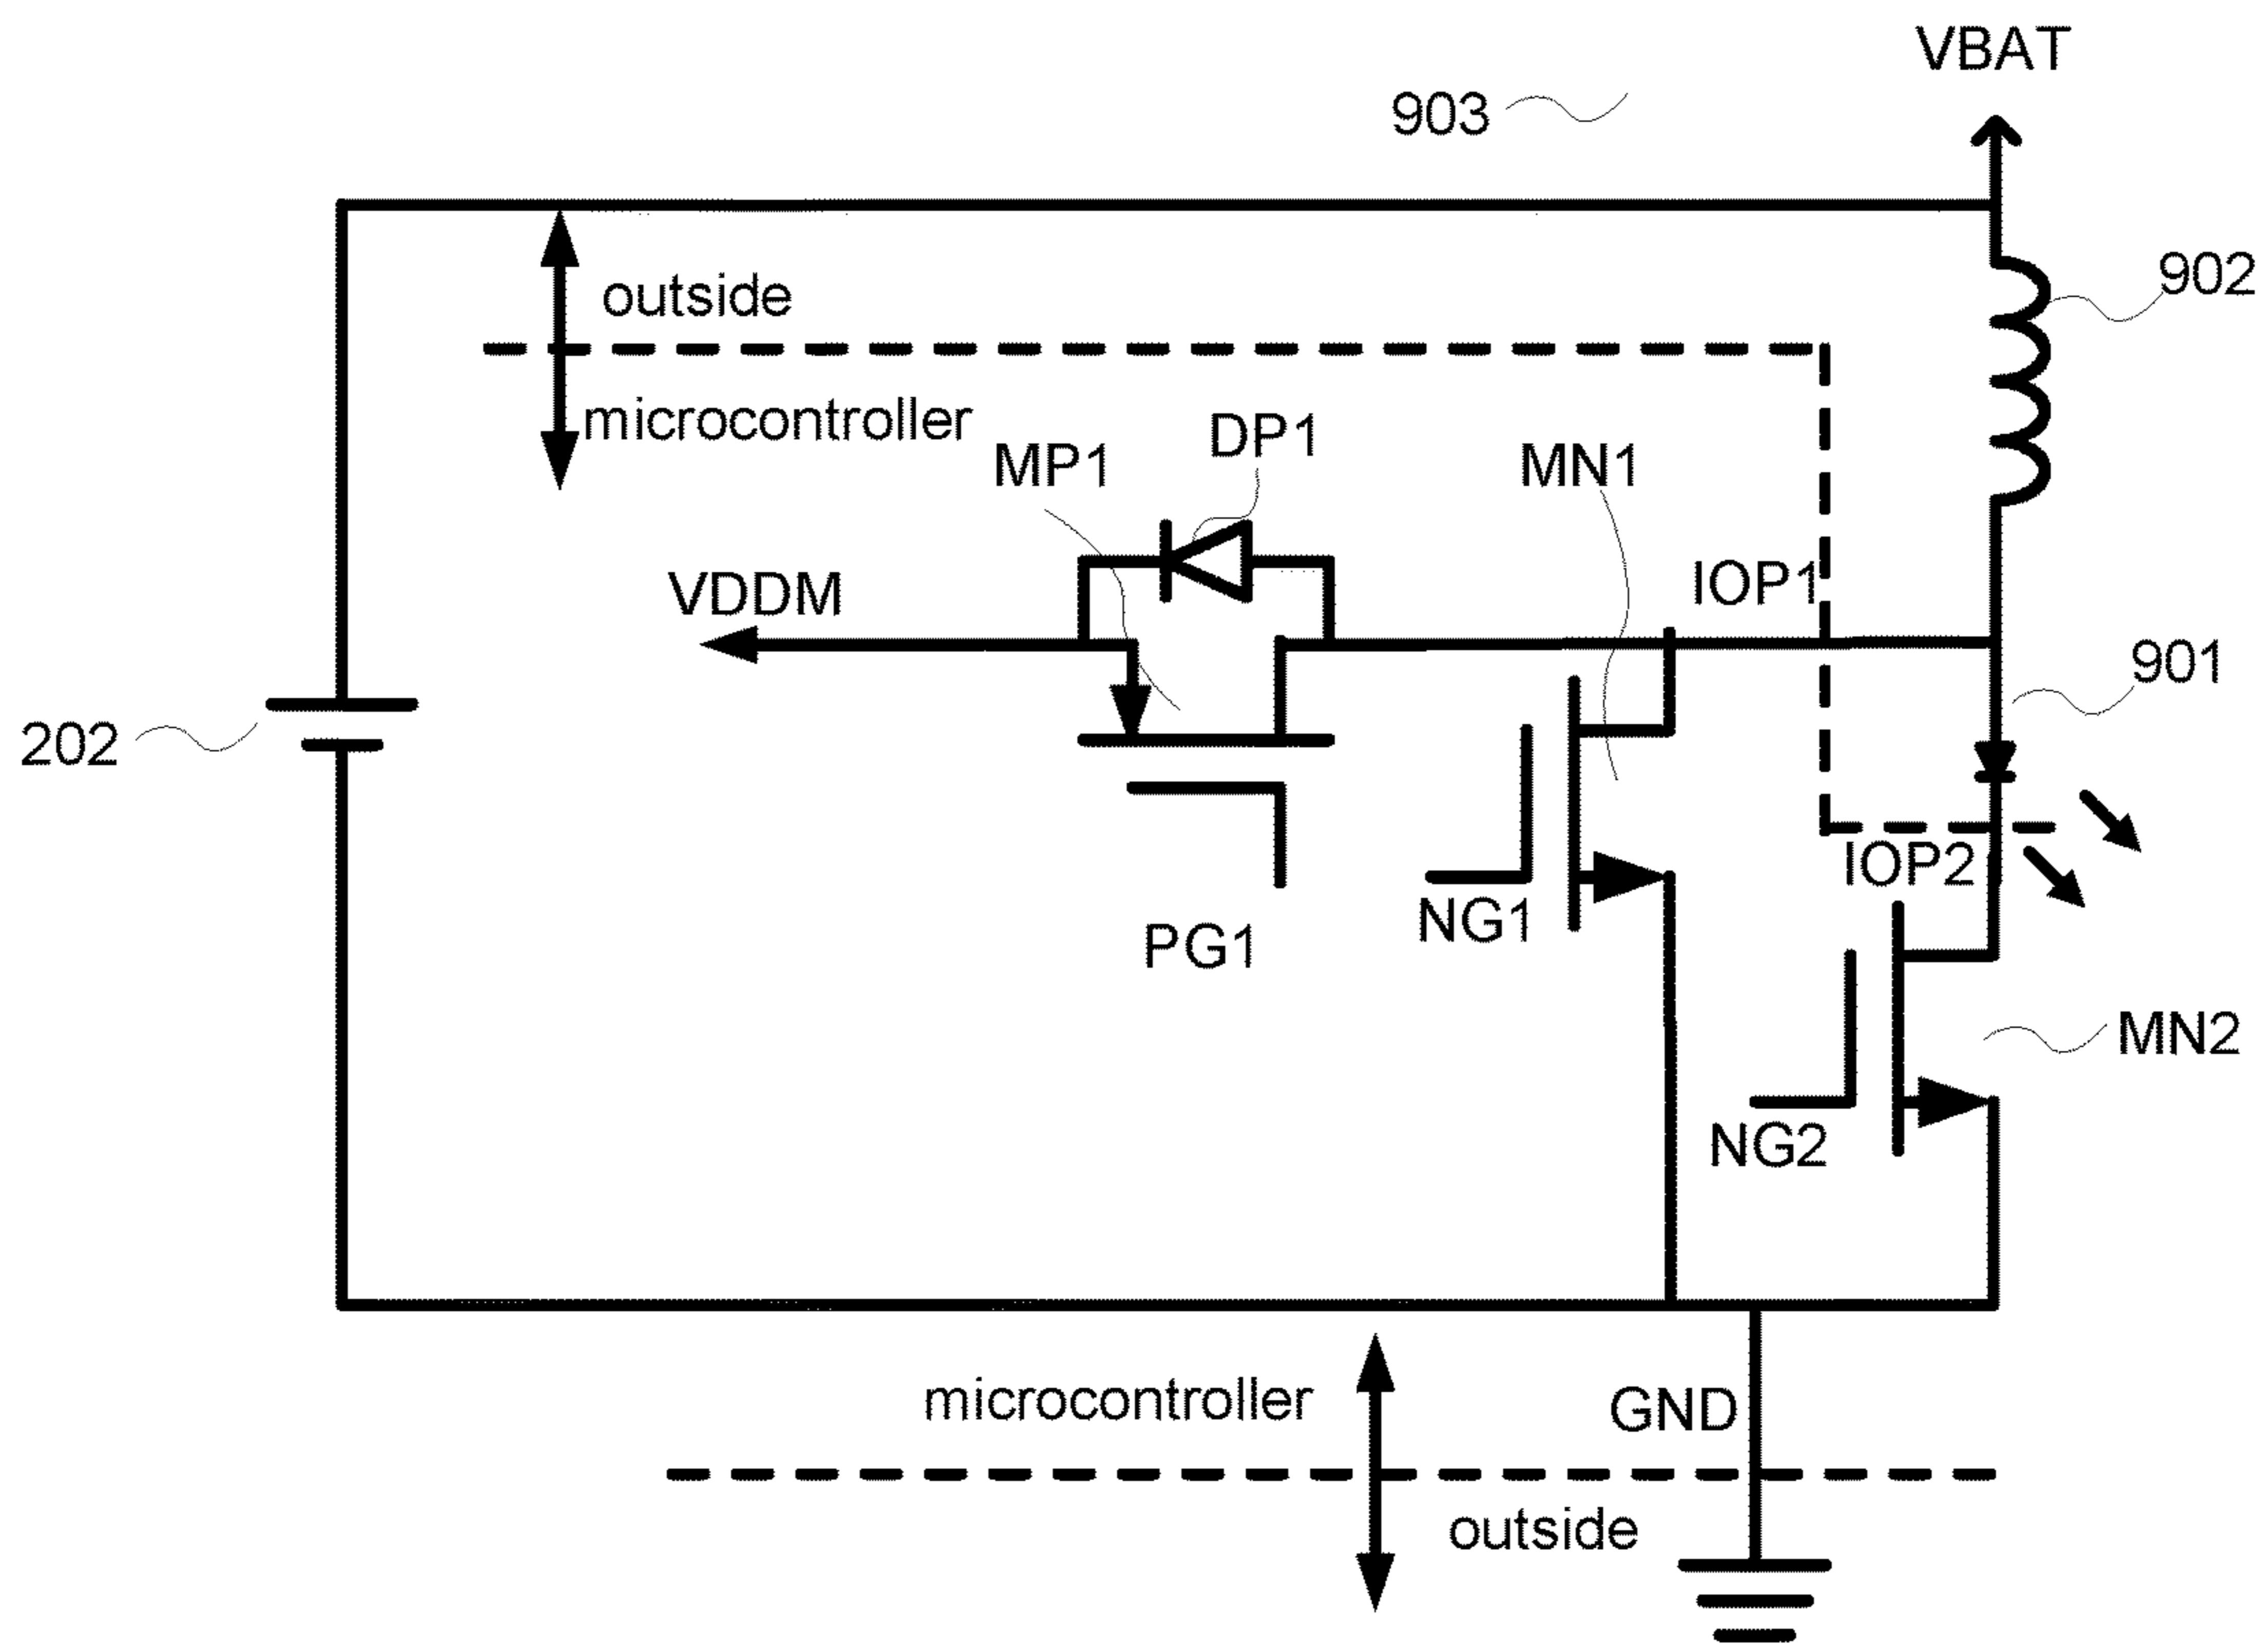 VBAT
903
902
outside
microcontroller
DP1
MP1
MN1
VDDM
IOP1
901
202
IOP2
NG1
PG1
MN2
NG2
microcontroller
GND
outside